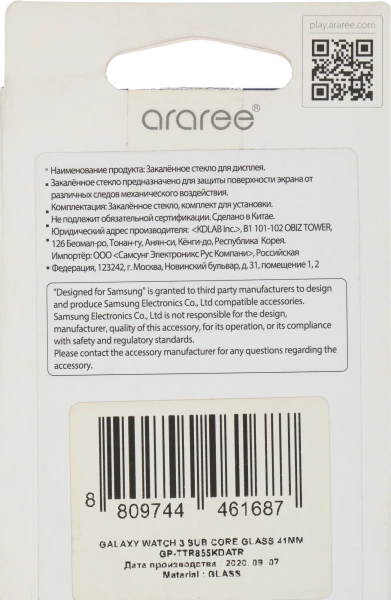 play.araree.com
araree®
Наименование продукта: Закалённое стекло для дисплея.
• Закалённое стекло предназначено для защиты поверхности экрана от
различных следов механического воздействия.
• Комплектация: Закалённое стекло, комплект для установки.
Не подлежит обязательной сертификации. Сделано в Китае.
• Юридический адрес производителя: <KDLAB Inc.>, B1 101-102 OBIZ TOWER,
• 126 Беомал-ро, Тонан-гу, Анян-си, Кёнги-до, Республика Корея.
Импортёр: ООО <Самсунг Электроникс Рус Компани>, Российская
• Федерация, 123242, г. Москва, Новинский бульвар, д. 31, помещение 1, 2
"Designed for Samsung" is granted to third party manufacturers to design
and produce Samsung Electronics Co., Ltd compatible accessories.
Samsung Electronics Co., Ltd is not responsible for the design,
manufacturer, quality of this accessory, for its operation, or its compliance
with safety and regulatory standards.
Please contact the accessory manufacturer for any questions regarding the
accessory.
8 809744 461687
GALAXY WATCH 3 SUB CORE GLASS 41MM
GP-TTR855KDATR
Дата производства : 2020. 09. 07
Material : GLASS